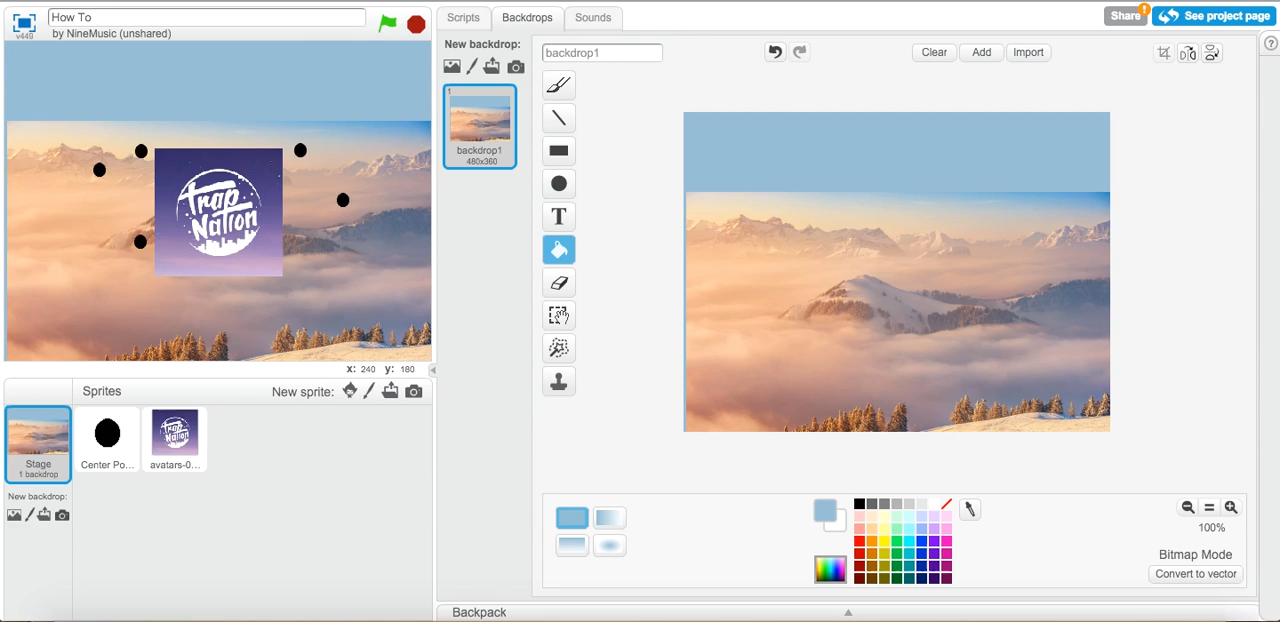 How To
v449
by NineMusic (unshared)
Scripts
Backdrops
Sounds
Share
!
See project page
New backdrop:
backdrop1
Clear
Add
Import
?
1
backdrop1
480x360
T
Trap
Nation
x: 240 y: 180
Sprites
New sprite:
Stage
1 backdrop
Center Po...
Trap
Nation
avatars-0...
New backdrop:
100%
Bitmap Mode
Convert to vector
Backpack